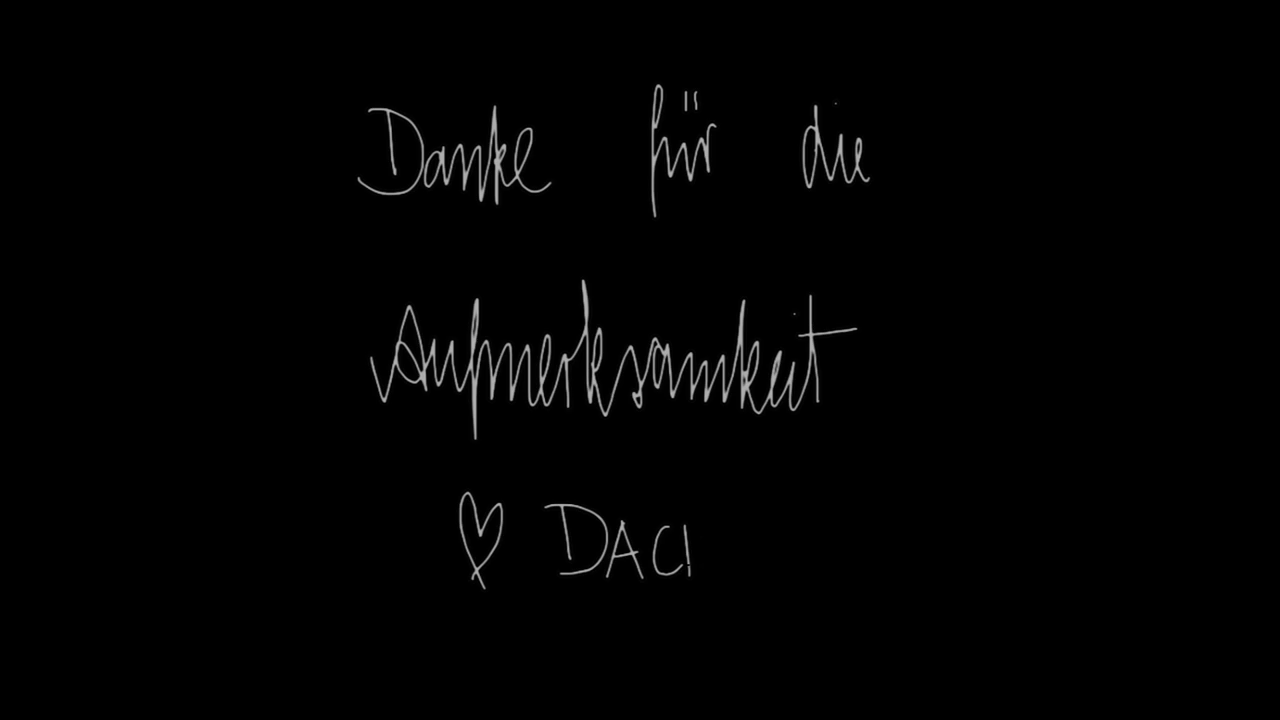 Danke für die
Aufmerksamkeit
♡ DACI